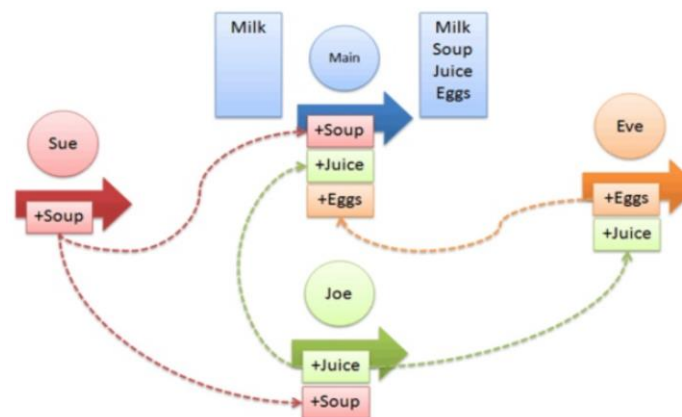 Milk
Main
Milk
Soup
Juice
Eggs
Sue
+Soup
+Soup
+Juice
+Eggs
Eve
+Eggs
+Juice
Joe
+Juice
+Soup